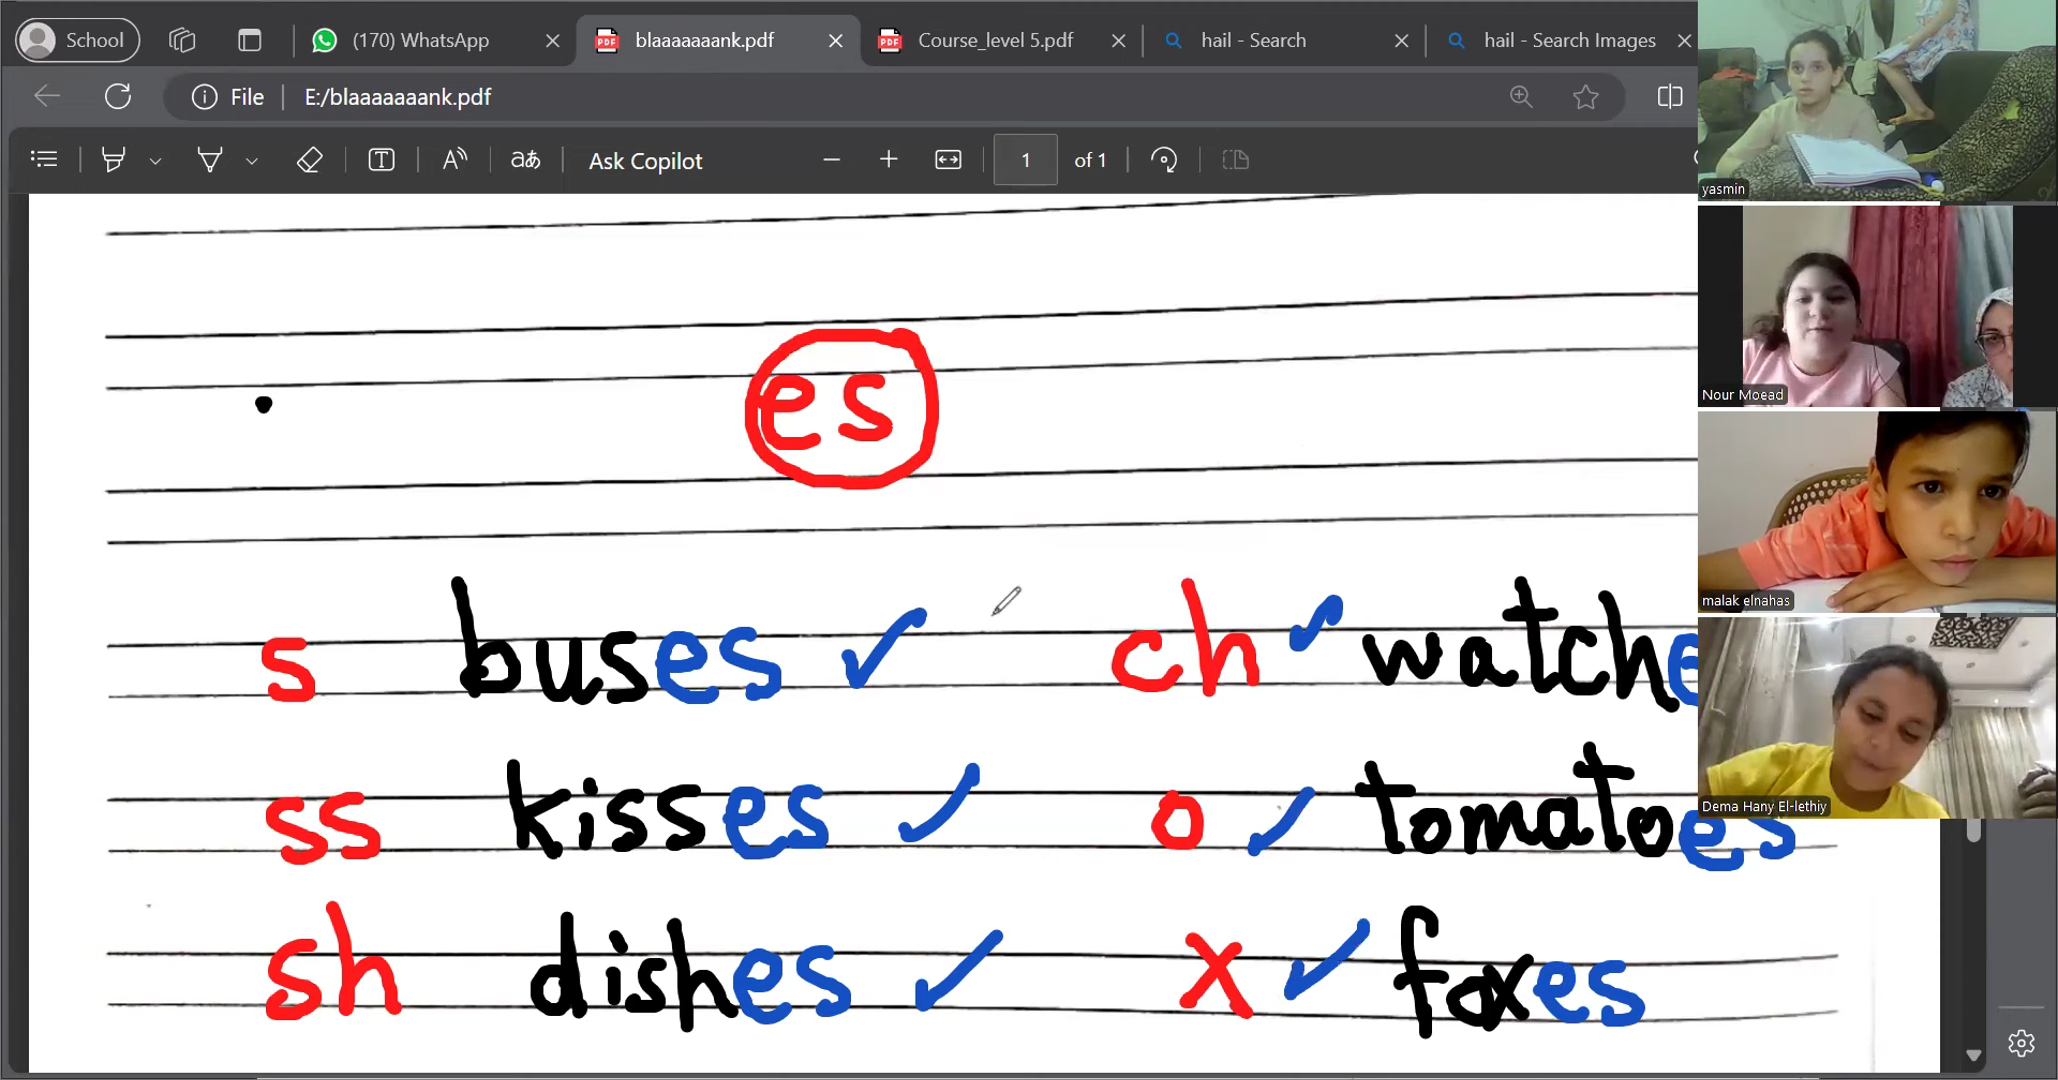 School
(170) WhatsApp
blaaaaaaank.pdf
Course_level 5.pdf
hail - Search
hail - Search Images
File
E:/blaaaaaaank.pdf
Ask Copilot
1 of 1
es
s buses ch watche
ss kisses o tomatoes
sh dishes x foxes
yasmin
Nour Moead
malak elnahas
Dema Hany El-lethiy